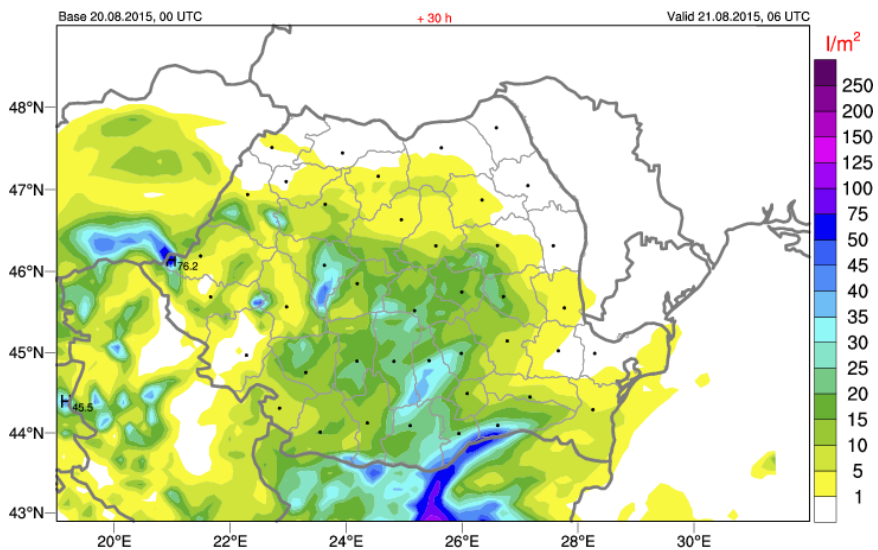 Base 20.08.2015, 00 UTC + 30 h Valid 21.08.2015, 06 UTC
l/m²
48°N
47°N
46°N
45°N
44°N
43°N
H 76.2
H 45.5
250
200
150
125
100
75
50
45
40
35
30
25
20
15
10
5
1
20°E 22°E 24°E 26°E 28°E 30°E